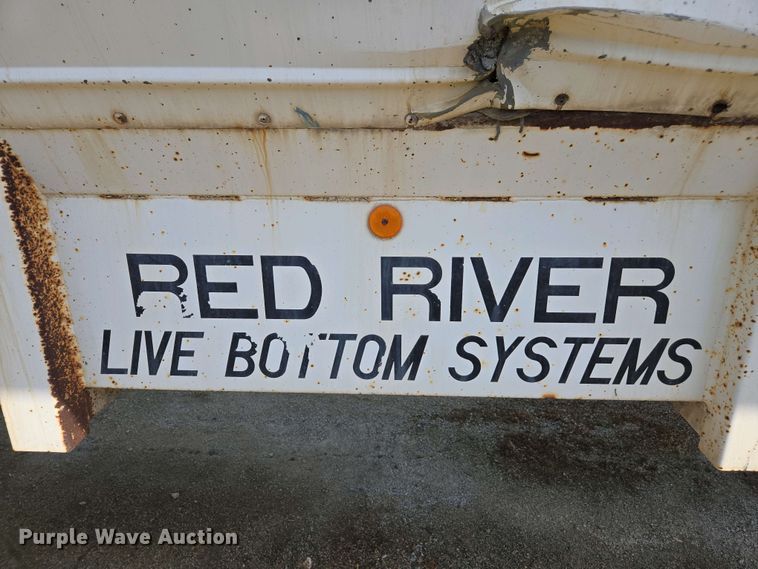 RED RIVER
LIVE BOTTOM SYSTEMS
Purple Wave Auction